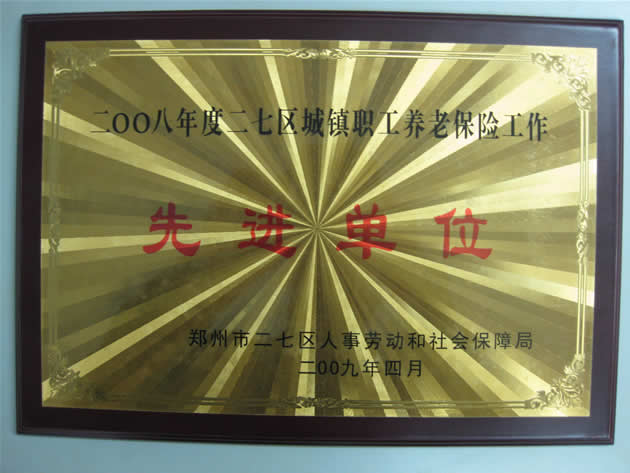 二〇〇八年度二七区城镇职工养老保险工作
先进单位
郑州市二七区人事劳动和社会保障局
二00九年四月